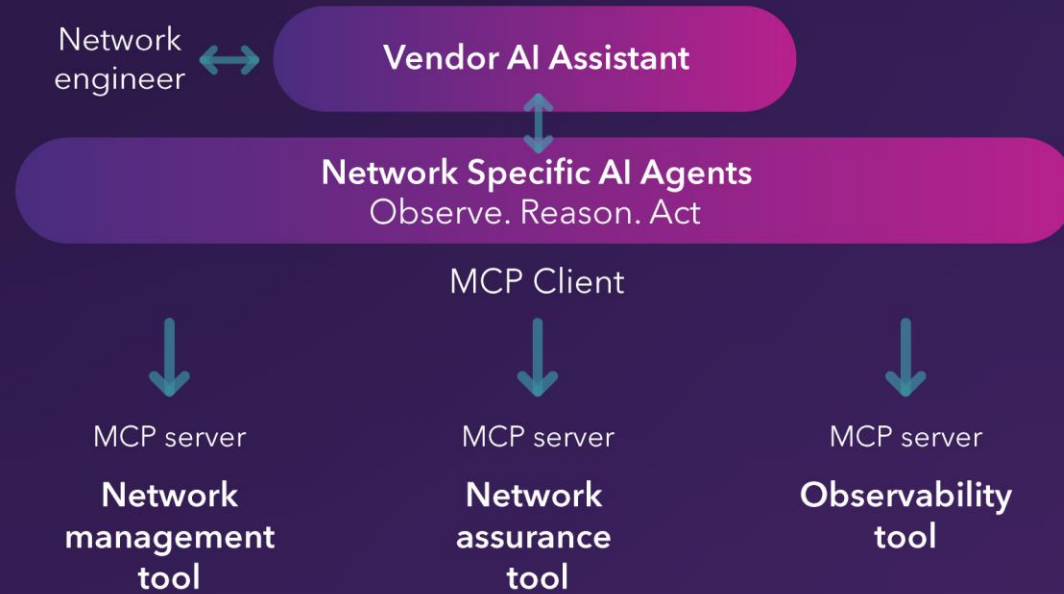 Network
engineer
Vendor AI Assistant
Network Specific AI Agents
Observe. Reason. Act
MCP Client
MCP server
Network
management
tool
MCP server
Network
assurance
tool
MCP server
Observability
tool